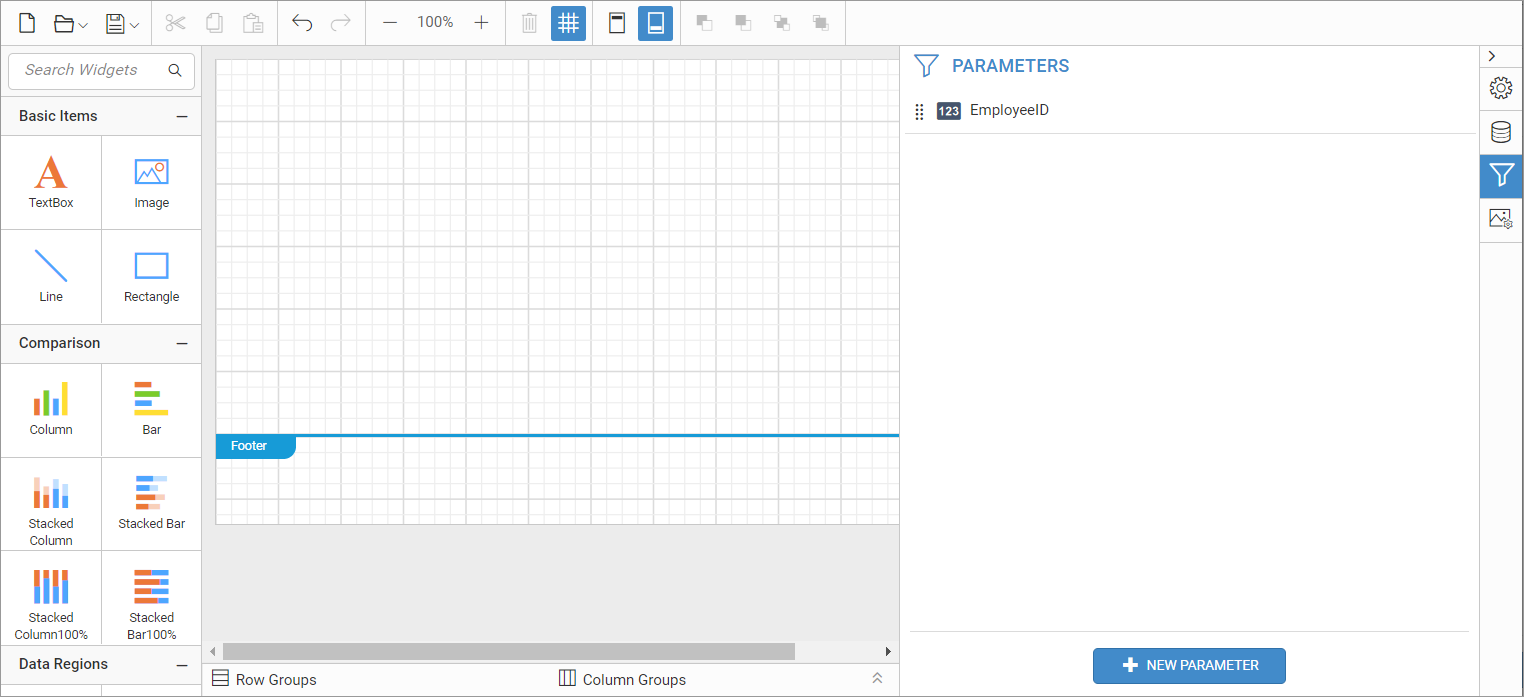 100%
Search Widgets
Basic Items
TextBox
Image
Line
Rectangle
Comparison
Column
Bar
Stacked
Column
Stacked Bar
Stacked
Column100%
Stacked
Bar100%
Data Regions
Footer
Row Groups
Column Groups
PARAMETERS
123 EmployeeID
NEW PARAMETER